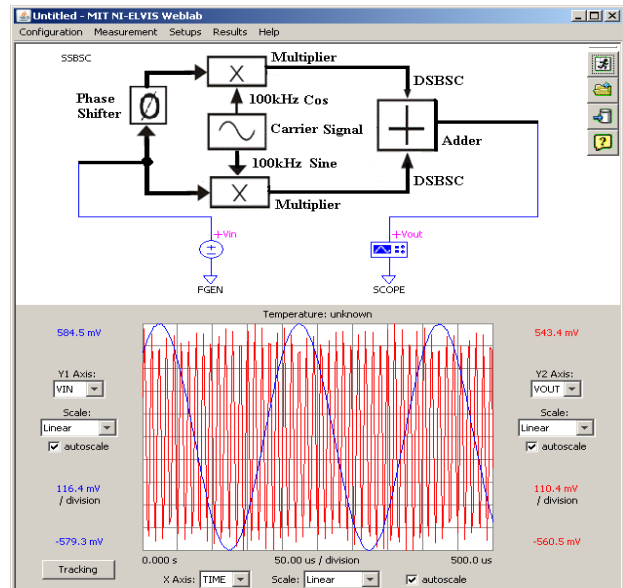 Untitled - MIT NI-ELVIS Weblab
Configuration Measurement Setups Results Help
SSBSC
Multiplier
X
DSBSC
Phase
Shifter
Ø
100kHz Cos
Carrier Signal
Adder
100kHz Sine
X
DSBSC
Multiplier
+Vin
+Vout
FGEN
SCOPE
Temperature: unknown
584.5 mV
543.4 mV
Y1 Axis:
VIN
Y2 Axis:
VOUT
Scale:
Linear
Scale:
Linear
autoscale
autoscale
116.4 mV
/ division
110.4 mV
/ division
-579.3 mV
-560.5 mV
0.000 s 50.00 us / division 500.0 us
Tracking
X Axis: TIME Scale: Linear autoscale